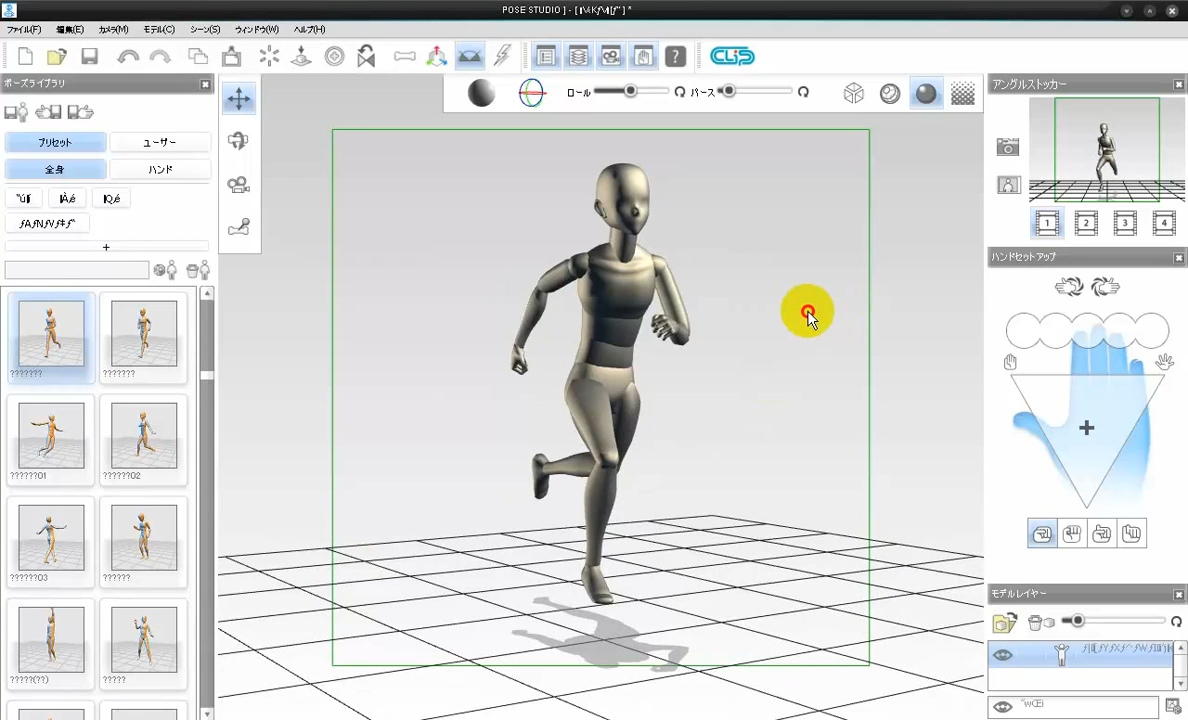 POSE STUDIO ] - [
ファイル(F) 編集(E) カメラ(M) モデル(C) シーン(S) ウィンドウ(W) ヘルプ(H)
CLiP
ポーズライブラリ
ロール
パース
アングルストッカー
プリセット
ユーザー
全身
ハンド
1 2 3 4
ハンドセットアップ
???????
???????
??????01
??????02
??????03
??????
?????(??)
?????
モデルレイヤー